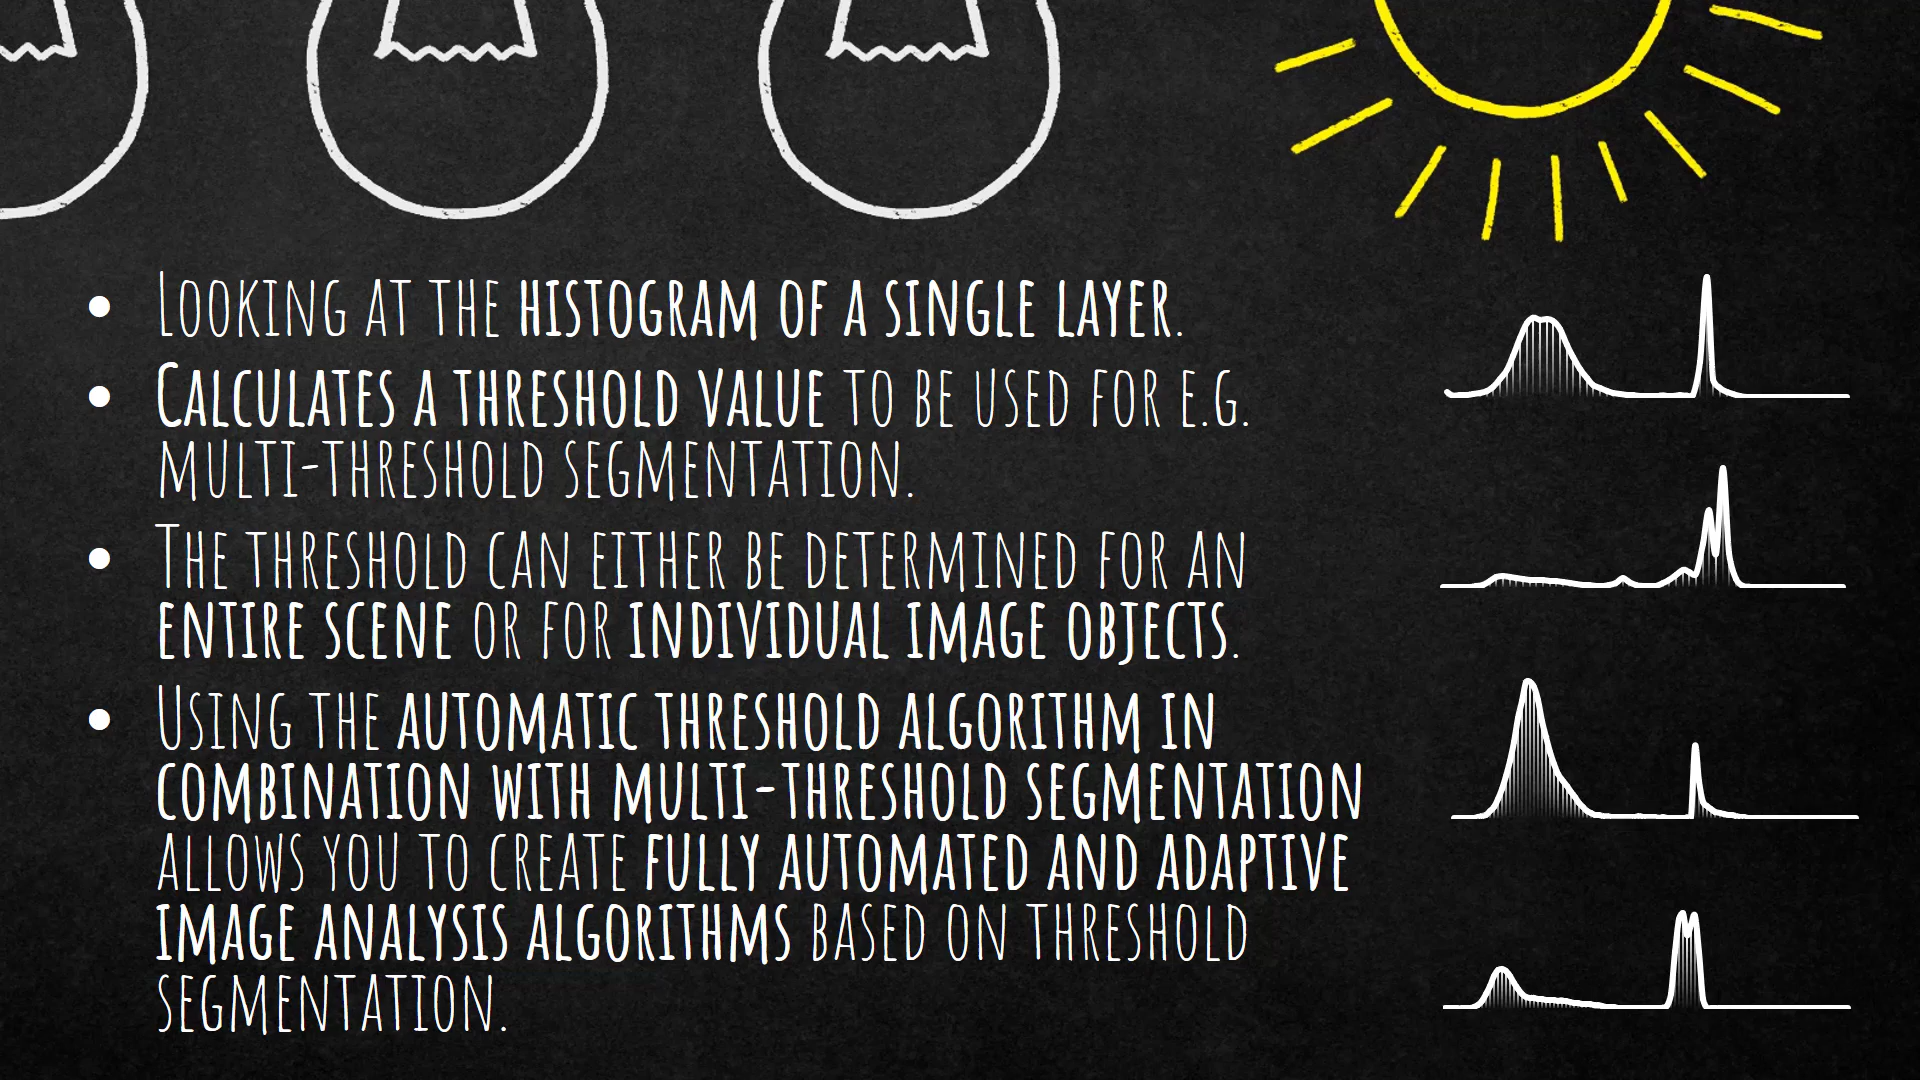 • Looking at the histogram of a single layer.
• Calculates a threshold value to be used for e.g.
multi-threshold segmentation.
• The threshold can either be determined for an
entire scene or for individual image objects.
• Using the automatic threshold algorithm in
combination with multi-threshold segmentation
allows you to create fully automated and adaptive
image analysis algorithms based on threshold
segmentation.